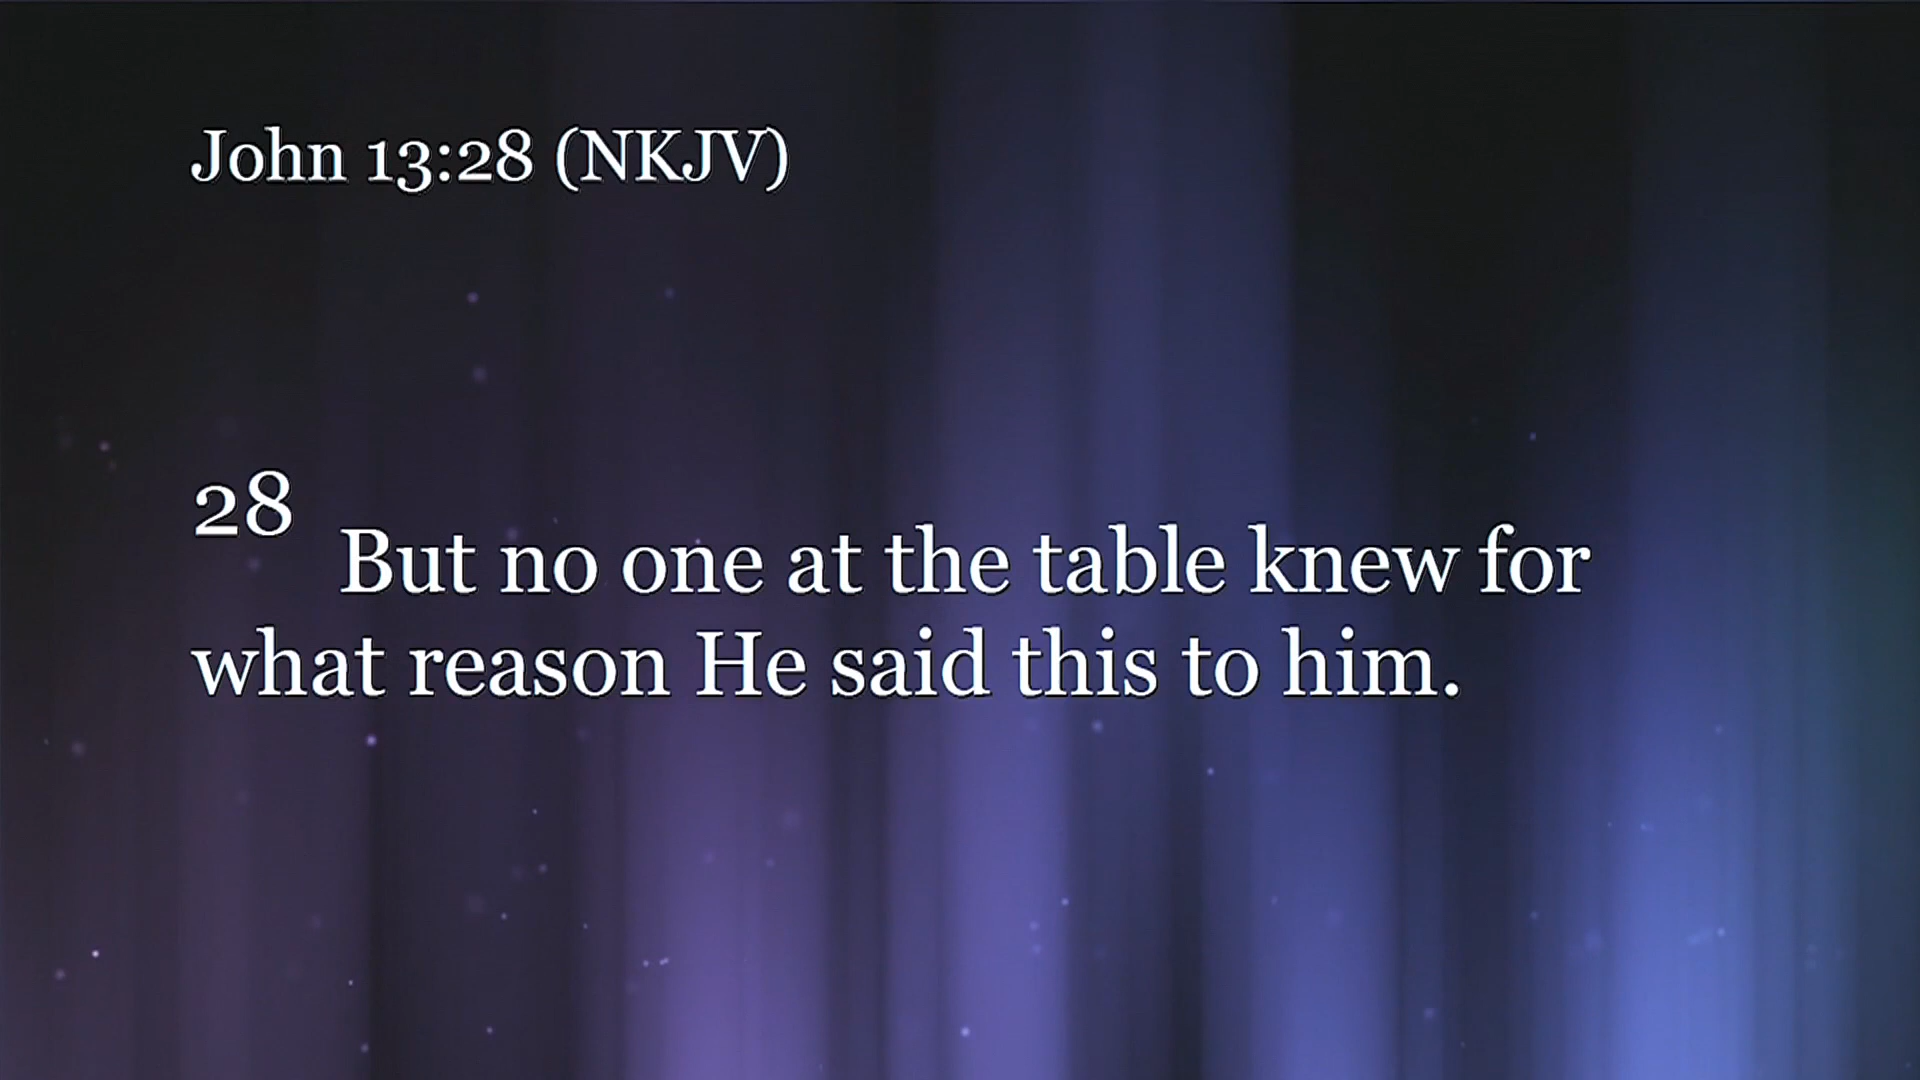 John 13:28 (NKJV)
28 But no one at the table knew for
what reason He said this to him.